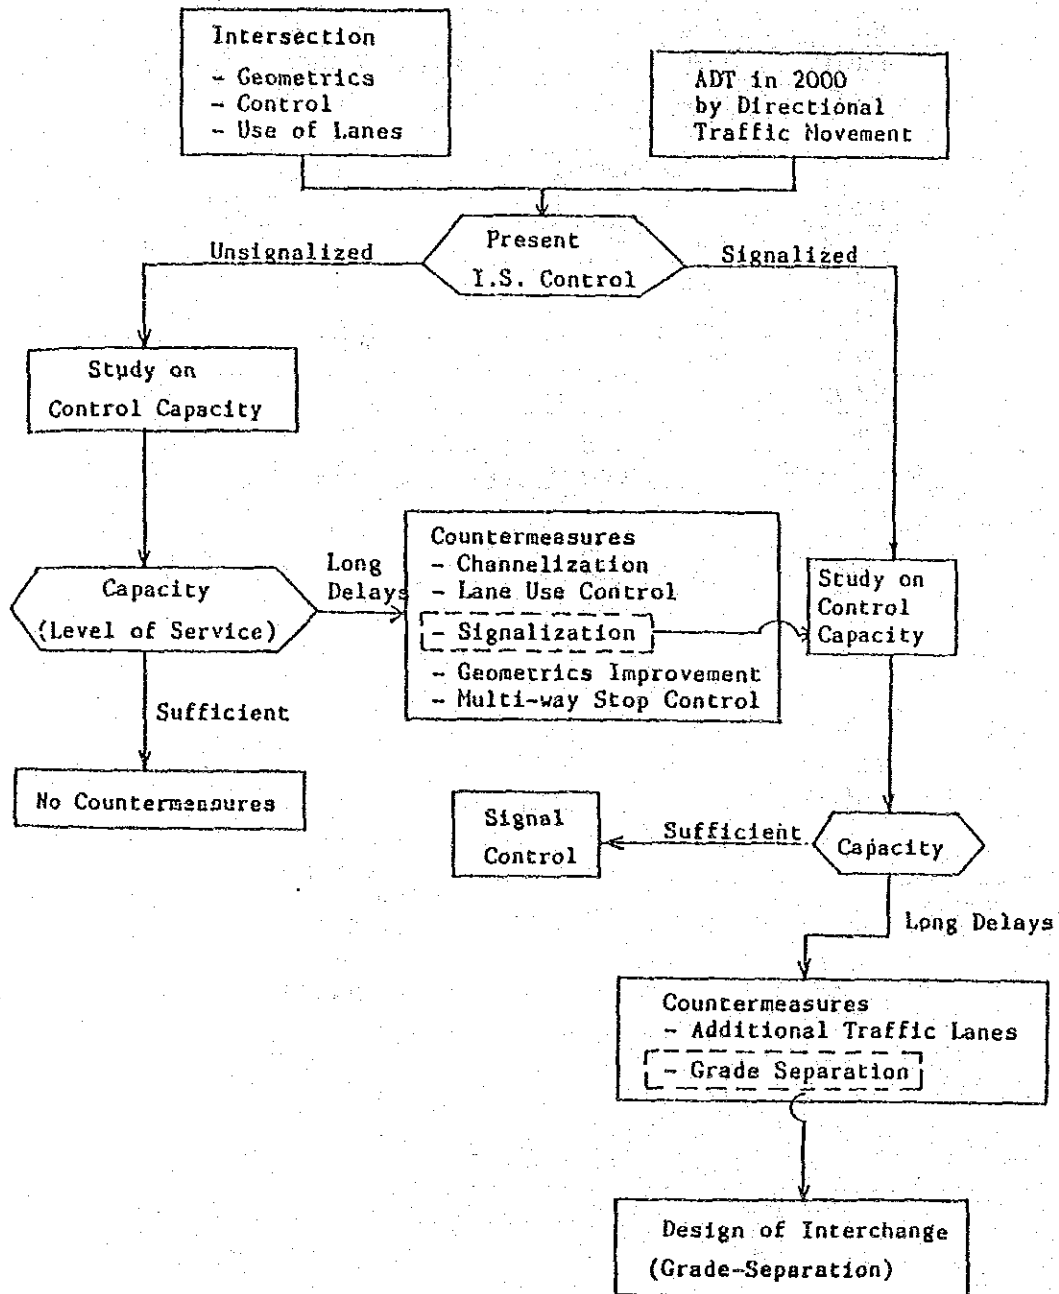 Intersection
- Geometrics
- Control
- Use of Lanes
ADT in 2000
by Directional
Traffic Movement
Present
I.S. Control
Unsignalized
Signalized
Study on
Control Capacity
Capacity
(Level of Service)
Long
Delays
Countermeasures
- Channelization
- Lane Use Control
- Signalization
- Geometrics Improvement
- Multi-way Stop Control
Study on
Control
Capacity
Sufficient
No Countermeasures
Signal
Control
Sufficient
Capacity
Long Delays
Countermeasures
- Additional Traffic Lanes
- Grade Separation
Design of Interchange
(Grade-Separation)